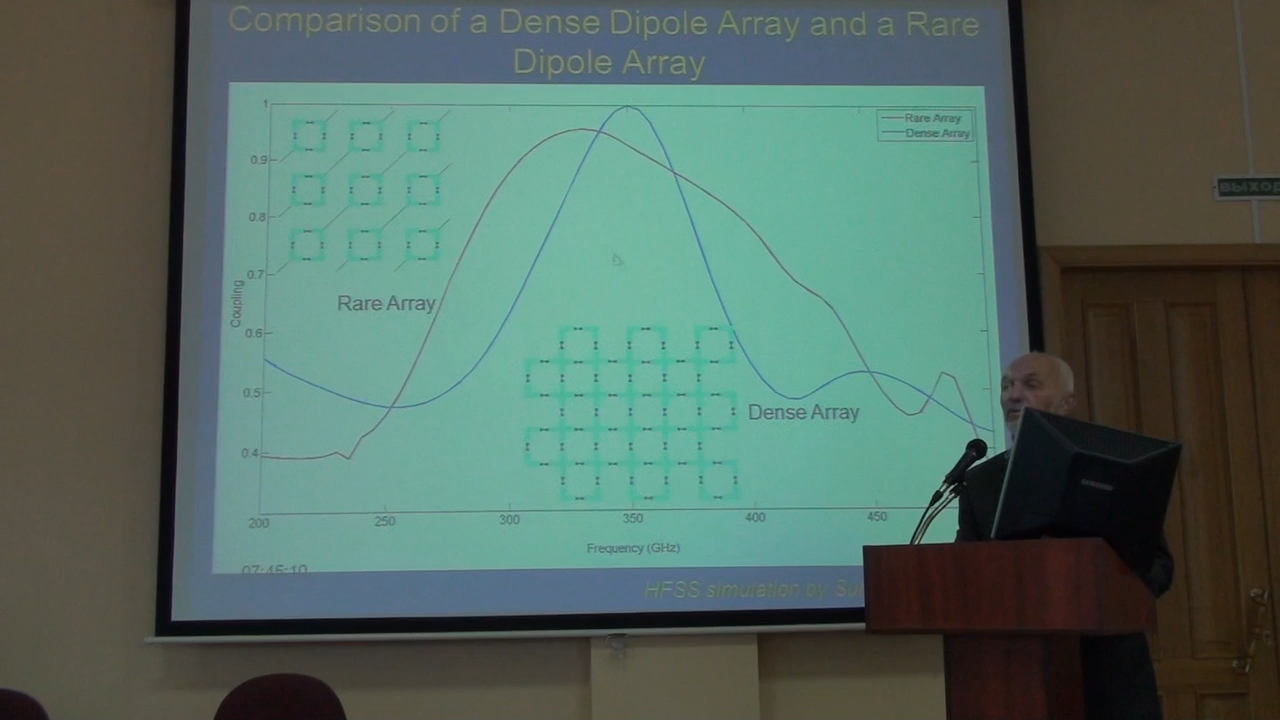 Comparison of a Dense Dipole Array and a Rare
Dipole Array
1
0.9
0.8
0.7
0.6
0.5
0.4
Coupling
Rare Array
Dense Array
Rare Array
Dense Array
200
250
300
350
400
450
Frequency (GHz)
07:45:10
HFSS simulation by
SAMSUNG
ВЫХОД